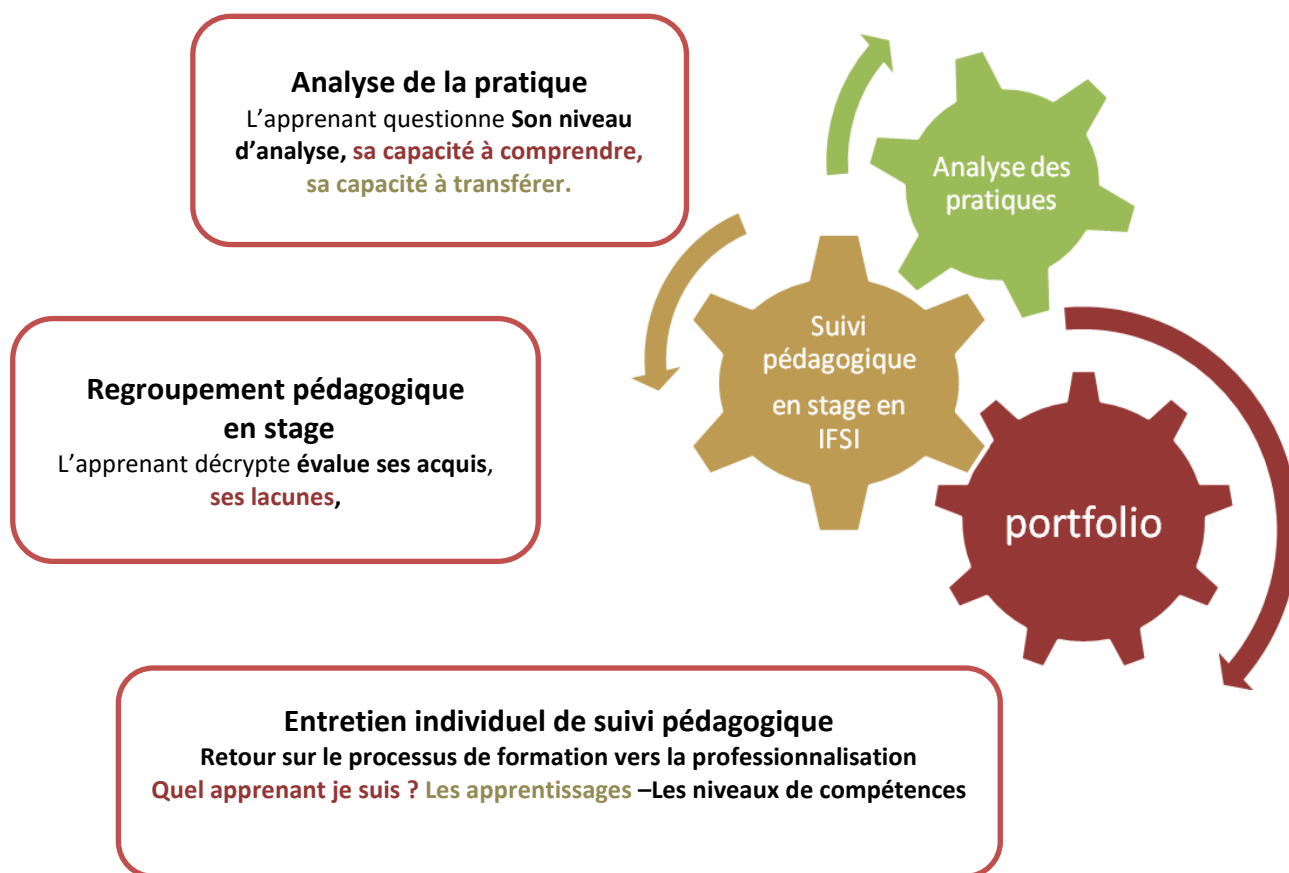 Analyse de la pratique
L'apprenant questionne Son niveau
d'analyse, sa capacité à comprendre,
sa capacité à transférer.
Analyse des
pratiques
Suivi
pédagogique
en stage en
IFSI
Regroupement pédagogique
en stage
L'apprenant décrypte évalue ses acquis,
ses lacunes,
portfolio
Entretien individuel de suivi pédagogique
Retour sur le processus de formation vers la professionnalisation
Quel apprenant je suis ? Les apprentissages –Les niveaux de compétences